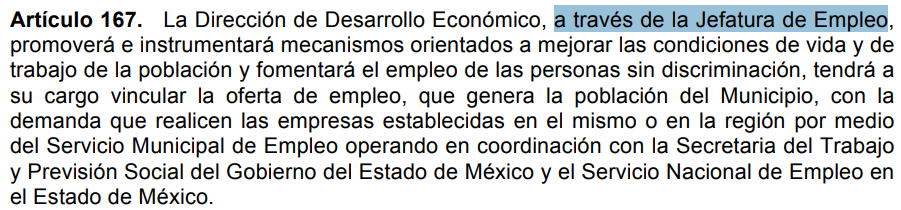 Artículo 167. La Dirección de Desarrollo Económico, a través de la Jefatura de Empleo,
promoverá e instrumentará mecanismos orientados a mejorar las condiciones de vida y de
trabajo de la población y fomentará el empleo de las personas sin discriminación, tendrá a
su cargo vincular la oferta de empleo, que genera la población del Municipio, con la
demanda que realicen las empresas establecidas en el mismo o en la región por medio
del Servicio Municipal de Empleo operando en coordinación con la Secretaria del Trabajo
y Previsión Social del Gobierno del Estado de México y el Servicio Nacional de Empleo en
el Estado de México.